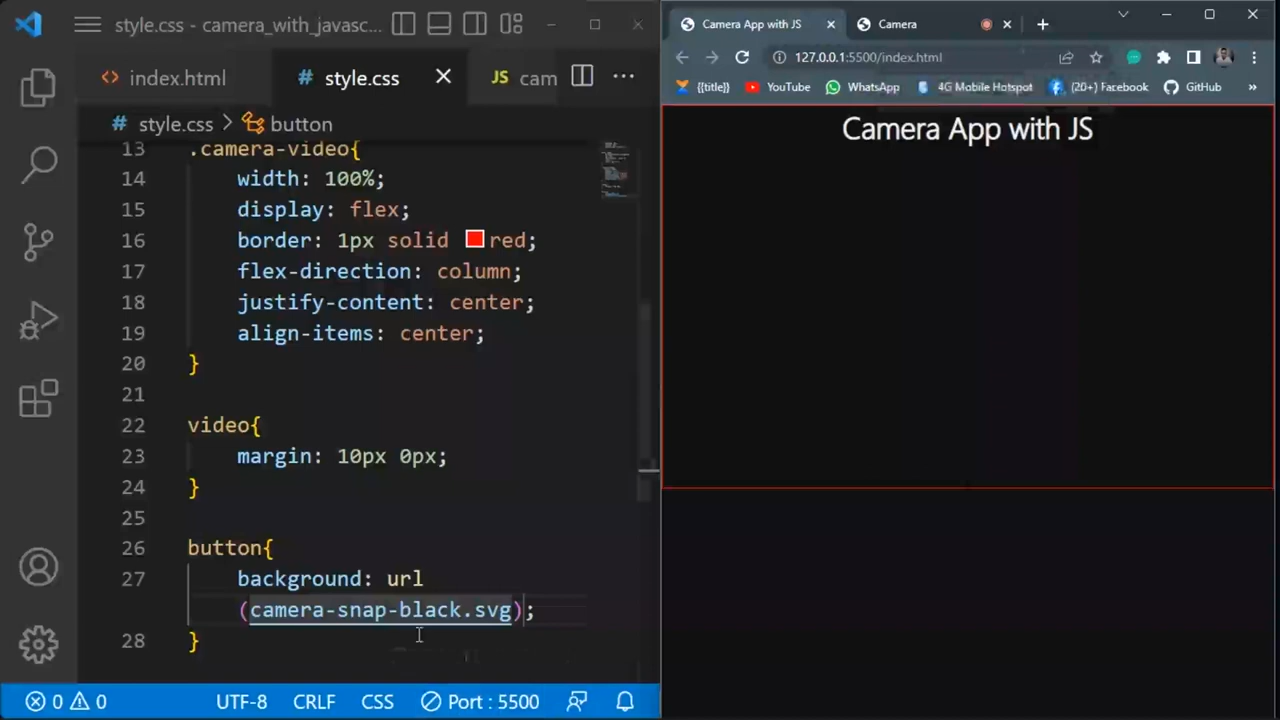 style.css - camera_with_javasc...
index.html
# style.css
JS cam
# style.css > button
13 .camera-video{
14 width: 100%;
15 display: flex;
16 border: 1px solid red;
17 flex-direction: column;
18 justify-content: center;
19 align-items: center;
20 }
21
22 video{
23 margin: 10px 0px;
24 }
25
26 button{
27 background: url
(camera-snap-black.svg);
28 }
0 0 UTF-8 CRLF CSS Port : 5500
Camera App with JS
Camera
127.0.0.1:5500/index.html
{{title}} YouTube WhatsApp 4G Mobile Hotspot (20+) Facebook GitHub »
Camera App with JS